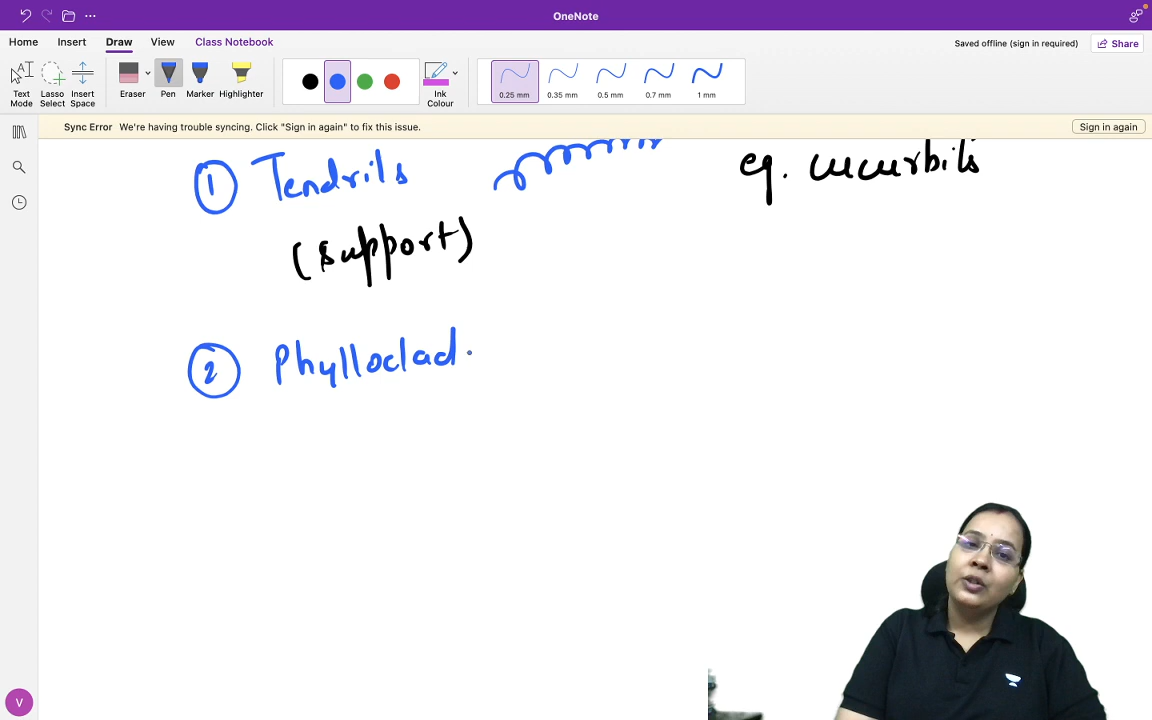 OneNote
Home Insert Draw View Class Notebook
Saved offline (sign in required) Share
Text Mode Lasso Select Insert Space Eraser Pen Marker Highlighter Ink Colour 0.25 mm 0.35 mm 0.5 mm 0.7 mm 1 mm
Sync Error We're having trouble syncing. Click "Sign in again" to fix this issue. Sign in again
1 Tendrils eg. cucurbits
(support)
2 Phylloclad
V